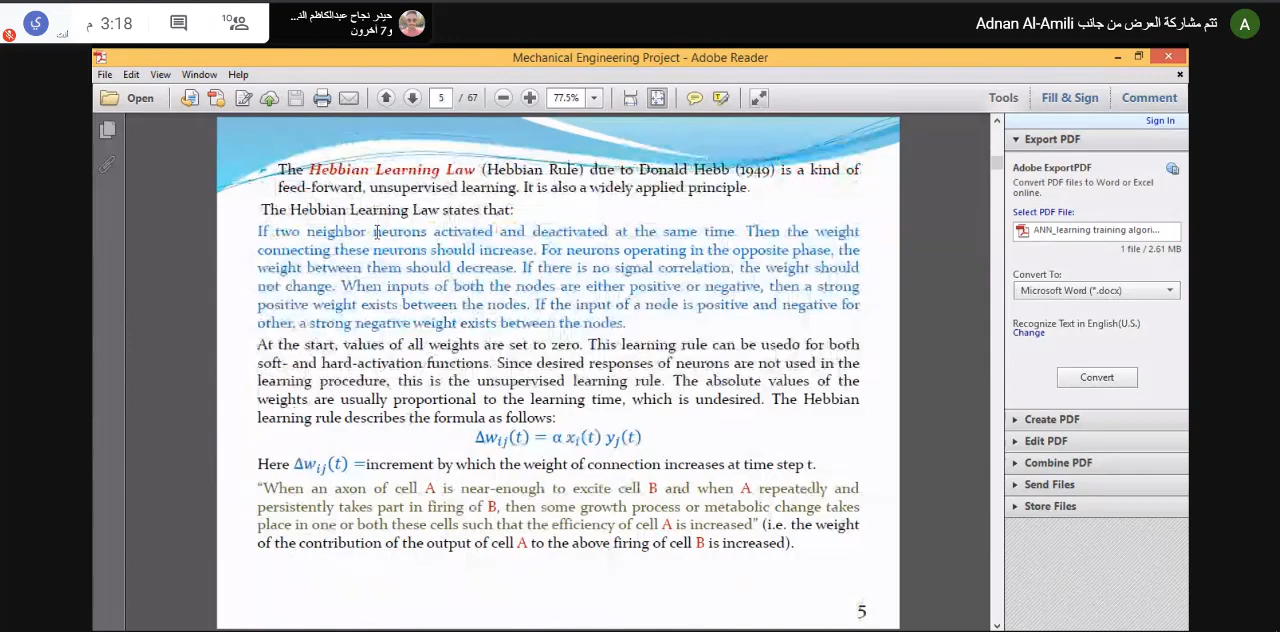 تتم مشاركة العرض من جانب Adnan Al-Amili
A
حيدر نجاح عبدالكاظم الد...
و7 آخرون
10
3:18 م
ي
أنت
Mechanical Engineering Project - Adobe Reader
File Edit View Window Help
Open 5 / 67 77.5% Tools Fill & Sign Comment
Sign In
The Hebbian Learning Law (Hebbian Rule) due to Donald Hebb (1949) is a kind of
feed-forward, unsupervised learning. It is also a widely applied principle.
The Hebbian Learning Law states that:
If two neighbor neurons activated and deactivated at the same time. Then the weight
connecting these neurons should increase. For neurons operating in the opposite phase, the
weight between them should decrease. If there is no signal correlation, the weight should
not change. When inputs of both the nodes are either positive or negative, then a strong
positive weight exists between the nodes. If the input of a node is positive and negative for
other, a strong negative weight exists between the nodes.
At the start, values of all weights are set to zero. This learning rule can be usedo for both
soft- and hard-activation functions. Since desired responses of neurons are not used in the
learning procedure, this is the unsupervised learning rule. The absolute values of the
weights are usually proportional to the learning time, which is undesired. The Hebbian
learning rule describes the formula as follows:
Δwij(t) = α xi(t) yj(t)
Here Δwij(t) =increment by which the weight of connection increases at time step t.
“When an axon of cell A is near-enough to excite cell B and when A repeatedly and
persistently takes part in firing of B, then some growth process or metabolic change takes
place in one or both these cells such that the efficiency of cell A is increased” (i.e. the weight
of the contribution of the output of cell A to the above firing of cell B is increased).
5
Export PDF
Adobe ExportPDF
Convert PDF files to Word or Excel
online.
Select PDF File:
ANN_learning training algori...
1 file / 2.61 MB
Convert To:
Microsoft Word (*.docx)
Recognize Text in English(U.S.)
Change
Convert
Create PDF
Edit PDF
Combine PDF
Send Files
Store Files